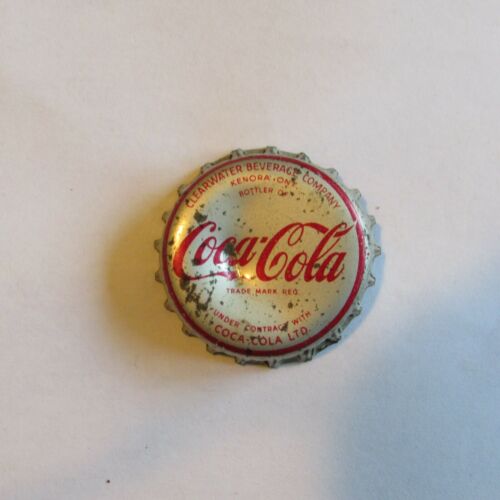 CLEARWATER BEVERAGE COMPANY
KENORA ONT.
BOTTLER OF
Coca-Cola
TRADE MARK REG.
UNDER CONTRACT WITH
COCA-COLA LTD.